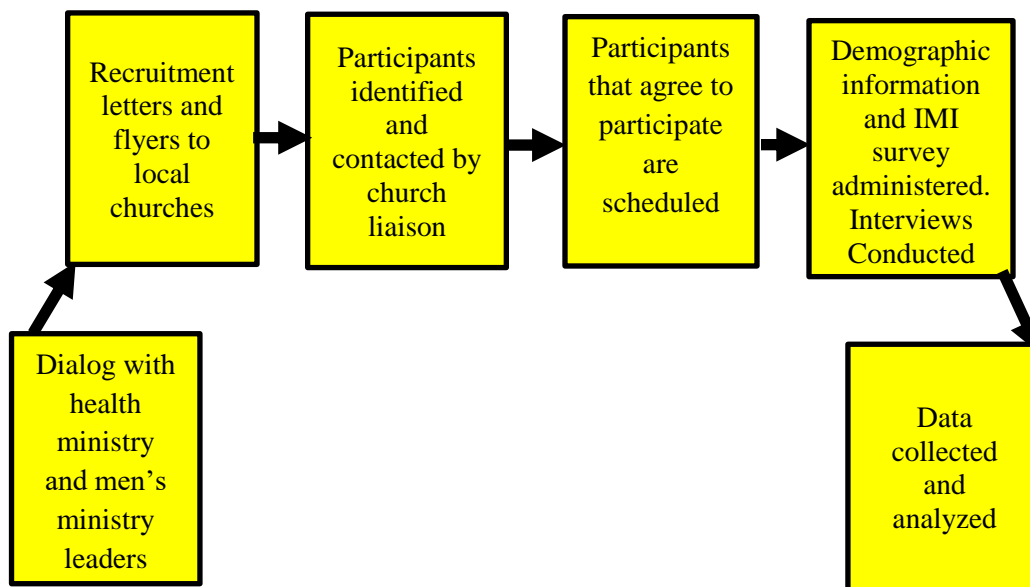 Dialog with
health
ministry
and men’s
ministry
leaders
Recruitment
letters and
flyers to
local
churches
Participants
identified
and
contacted by
church
liaison
Participants
that agree to
participate
are
scheduled
Demographic
information
and IMI
survey
administered.
Interviews
Conducted
Data
collected
and
analyzed